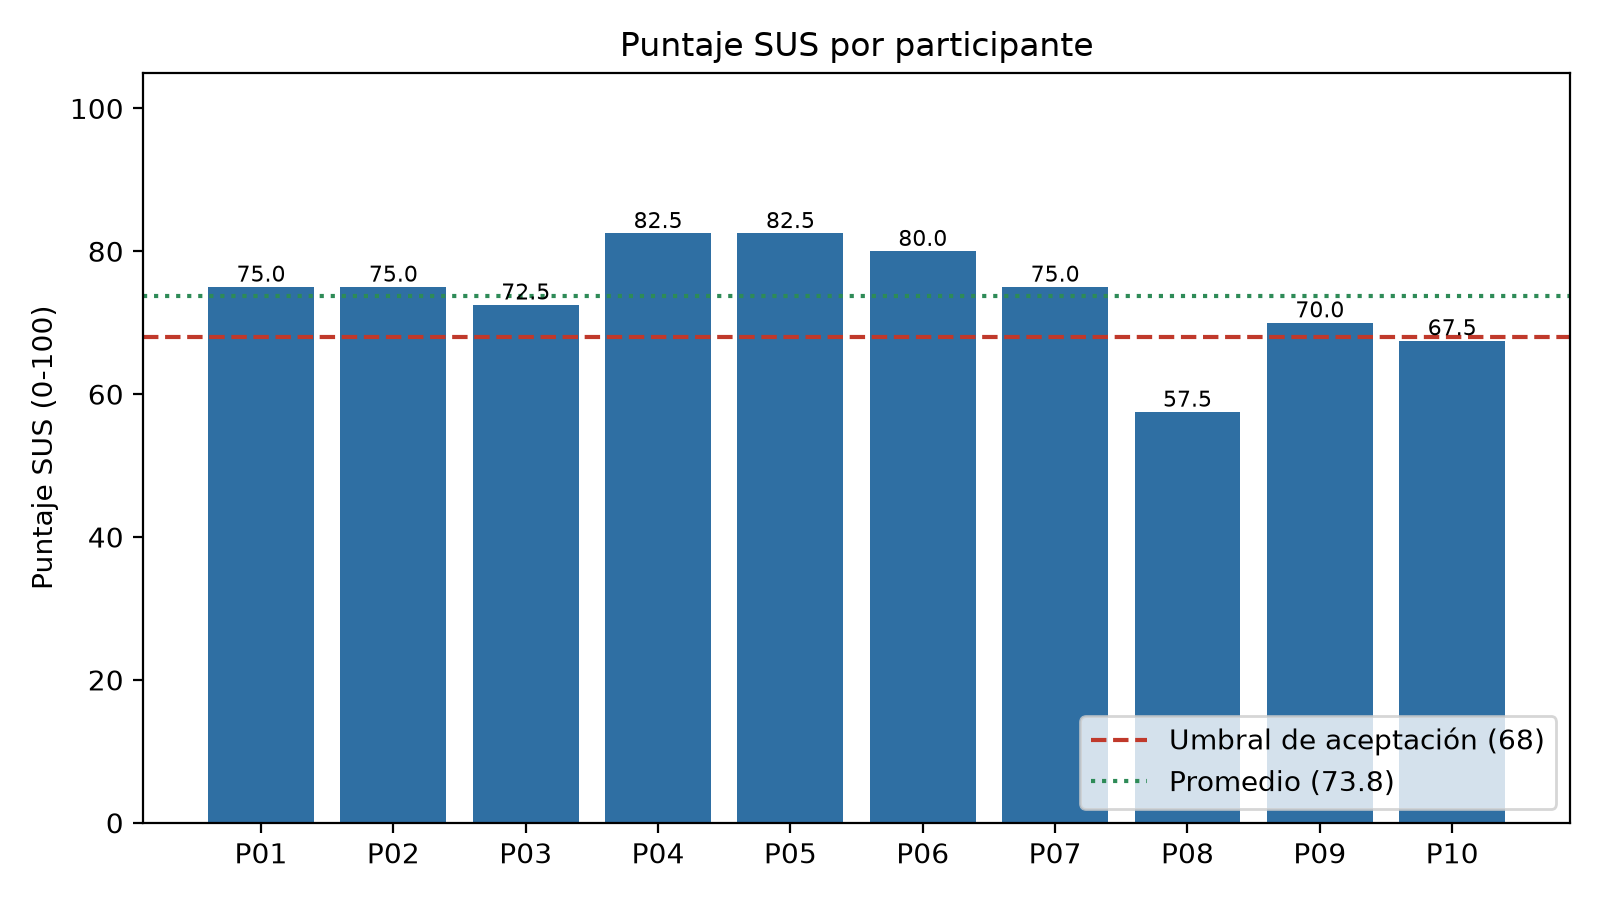 Puntaje SUS por participante
Puntaje SUS (0-100)
100
80
60
40
20
0
75.0
75.0
72.5
82.5
82.5
80.0
75.0
57.5
70.0
67.5
Umbral de aceptación (68)
Promedio (73.8)
P01
P02
P03
P04
P05
P06
P07
P08
P09
P10